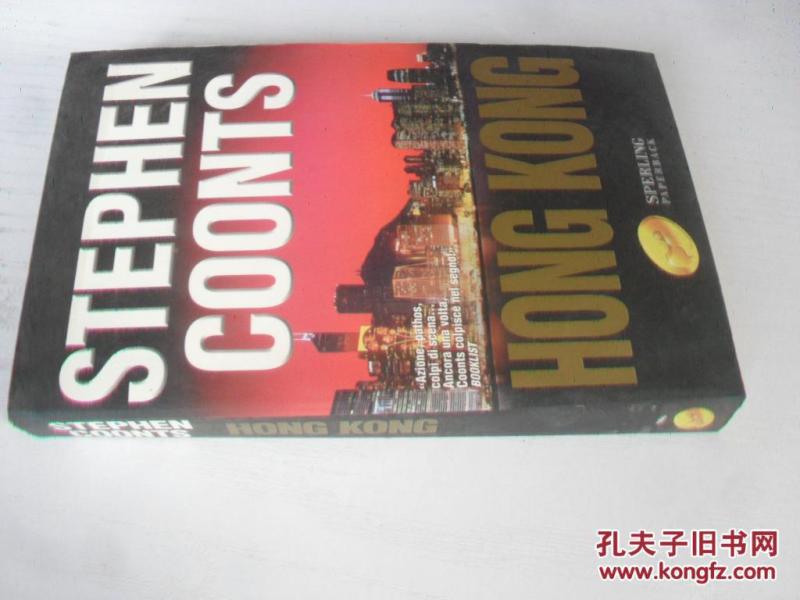 STEPHEN
COONTS
«Azione, pathos,
colpi di scena...
Ancora una volta,
Coonts colpisce nel segno!»
BOOKLIST
HONG KONG
SPERLING
PAPERBACK
STEPHEN
COONTS
HONG KONG
孔夫子旧书网
www.kongfz.com